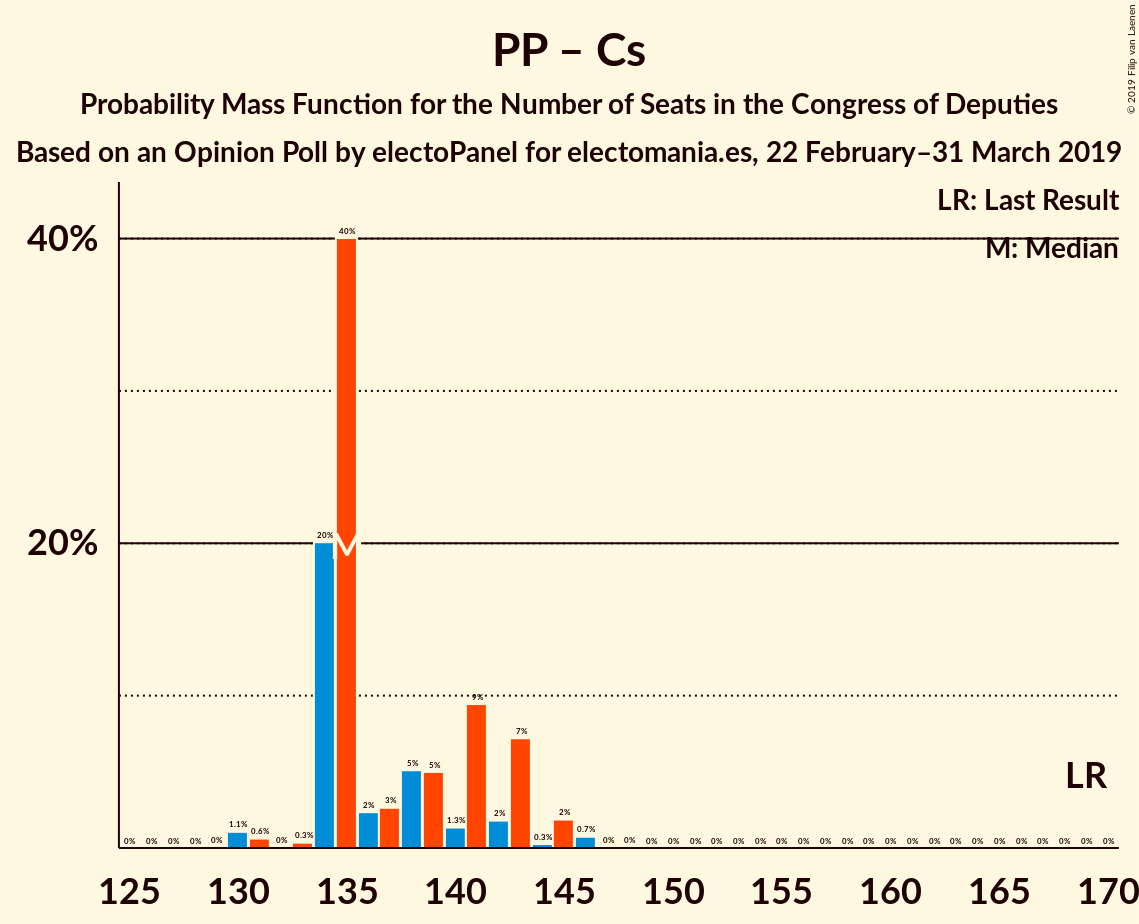 © 2019 Filip van Laenen
PP – Cs
Probability Mass Function for the Number of Seats in the Congress of Deputies
Based on an Opinion Poll by electoPanel for electomania.es, 22 February–31 March 2019
LR: Last Result
M: Median
40%
20%
0% 0% 0% 0% 0% 1.1% 0.6% 0% 0.3% 20% 40% 2% 3% 5% 5% 1.3% 9% 2% 7% 0.3% 2% 0.7% 0% 0% 0% 0% 0% 0% 0% 0% 0% 0% 0% 0% 0% 0% 0% 0% 0% 0% 0% 0% 0% 0% 0% 0%
M
LR
125 130 135 140 145 150 155 160 165 170